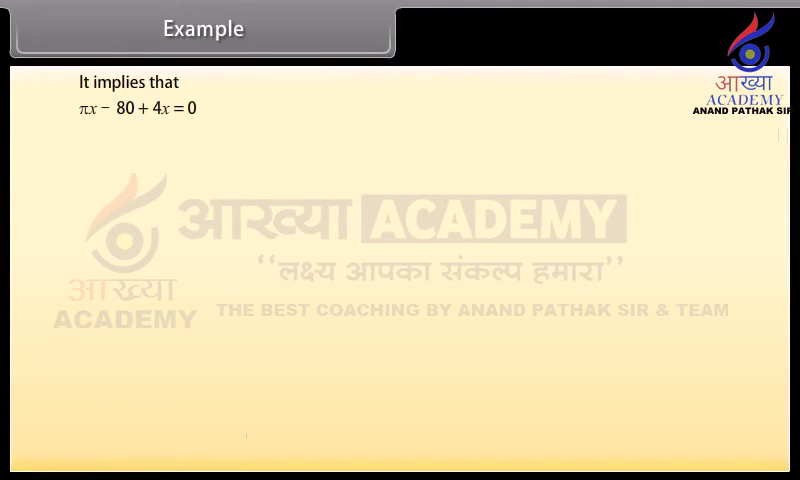 Example
आख्या
ACADEMY
ANAND PATHAK SIR
It implies that
πx − 80 + 4x = 0
आख्या ACADEMY
‘‘लक्ष्य आपका संकल्प हमारा’’
आख्या
ACADEMY
THE BEST COACHING BY ANAND PATHAK SIR & TEAM